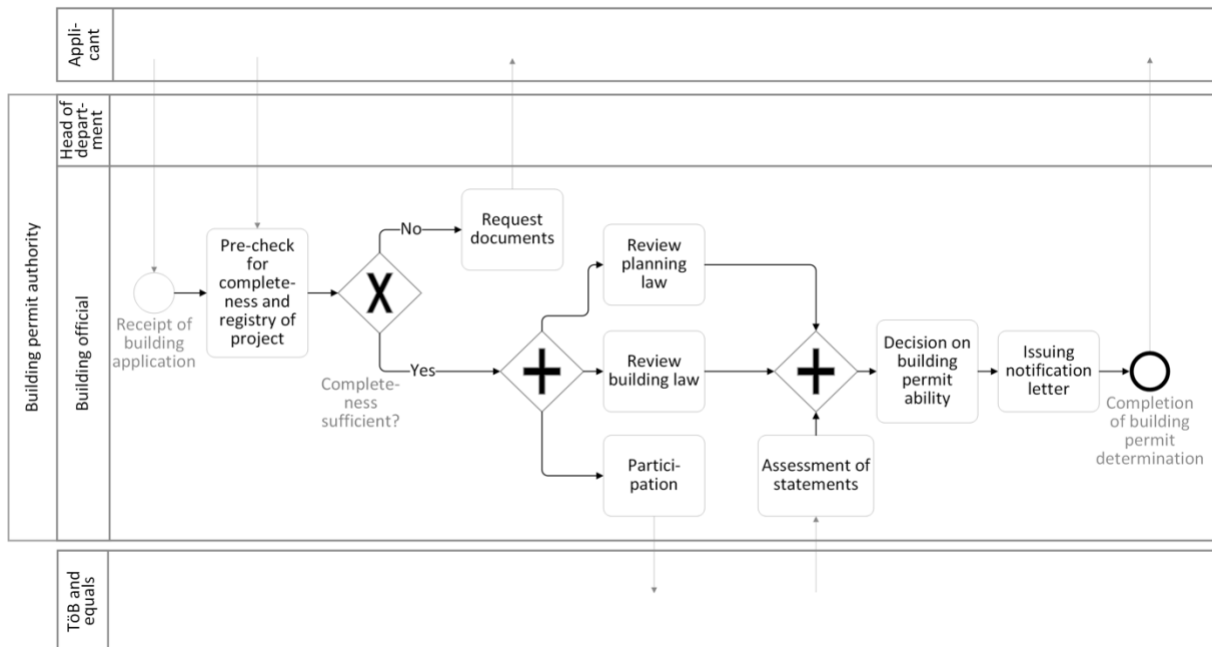 Appli-
cant
Building permit authority
Head of
depart-
ment
Building official
Receipt of
building
application
Pre-check
for
complete-
ness and
registry of
project
No
Request
documents
Complete-
ness
sufficient?
Yes
Review
planning
law
Review
building law
Partici-
pation
Assessment of
statements
Decision on
building
permit
ability
Issuing
notification
letter
Completion
of building
permit
determination
TöB and
equals